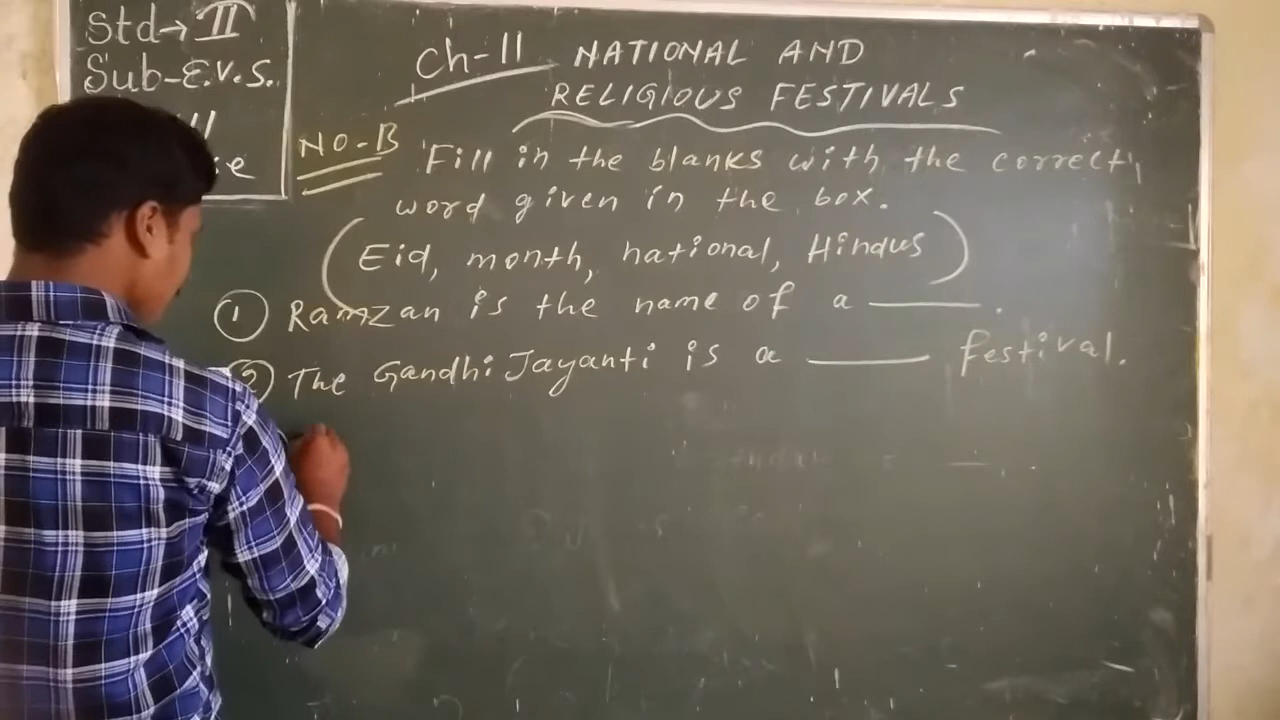 Std→ II
Sub-E.V.S.
Ch-11 NATIONAL AND
RELIGIOUS FESTIVALS
NO.-B Fill in the blanks with the correct
word given in the box.
(Eid, month, national, Hindus)
① Ramzan is the name of a ———.
② The Gandhi Jayanti is a ——— festival.